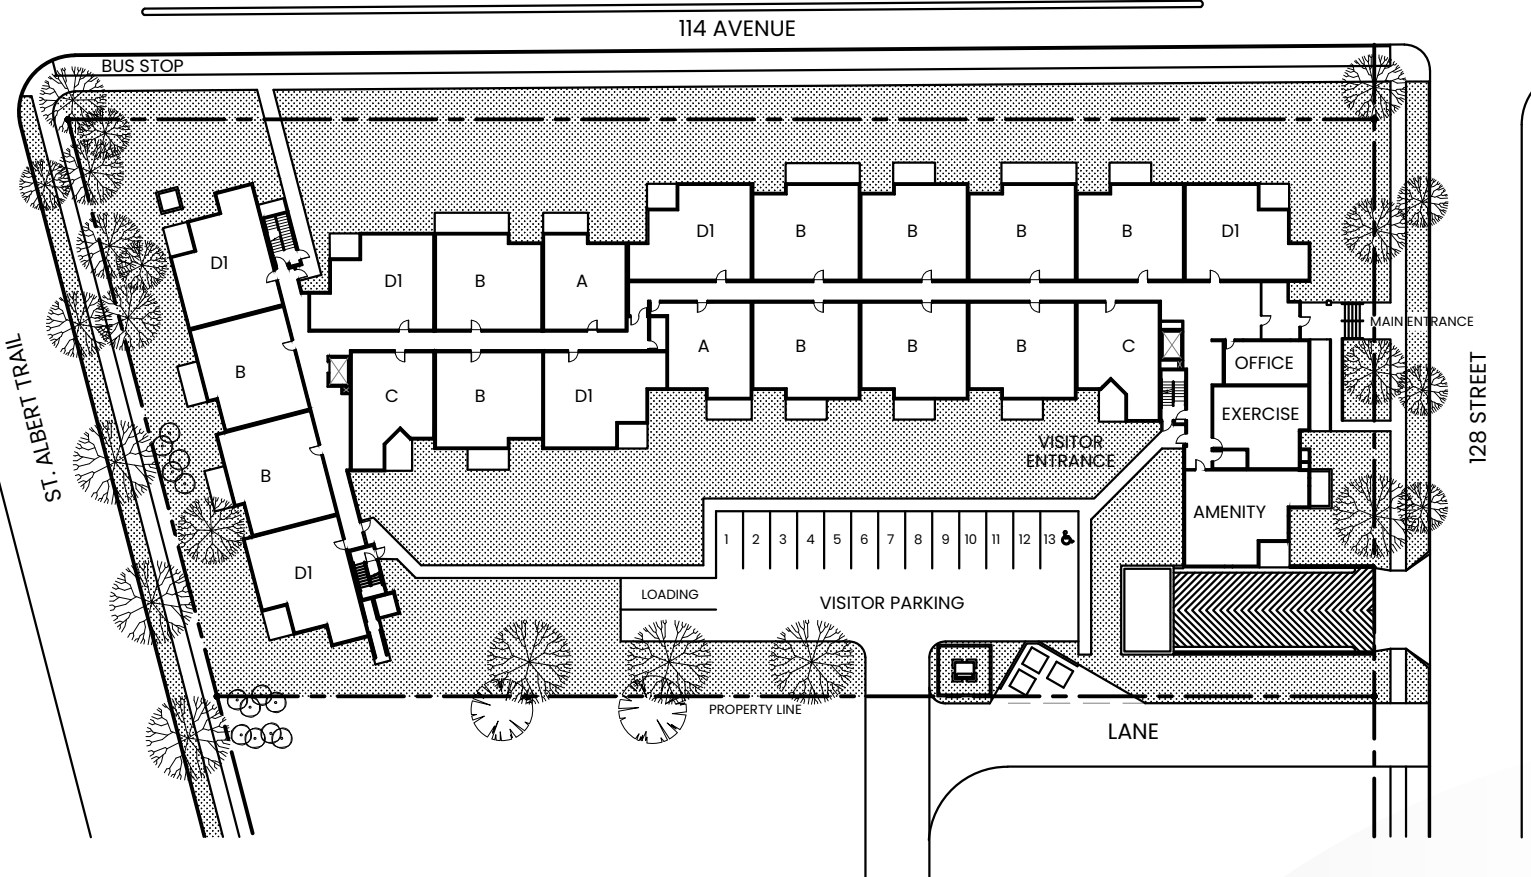 114 AVENUE
BUS STOP
D1
B
B
B
B
D1
D1
D1
B
A
MAIN ENTRANCE
A
B
B
B
C
OFFICE
ST. ALBERT TRAIL
B
C
B
D1
128 STREET
EXERCISE
VISITOR
ENTRANCE
B
AMENITY
1 2 3 4 5 6 7 8 9 10 11 12 13
D1
LOADING
VISITOR PARKING
PROPERTY LINE
LANE